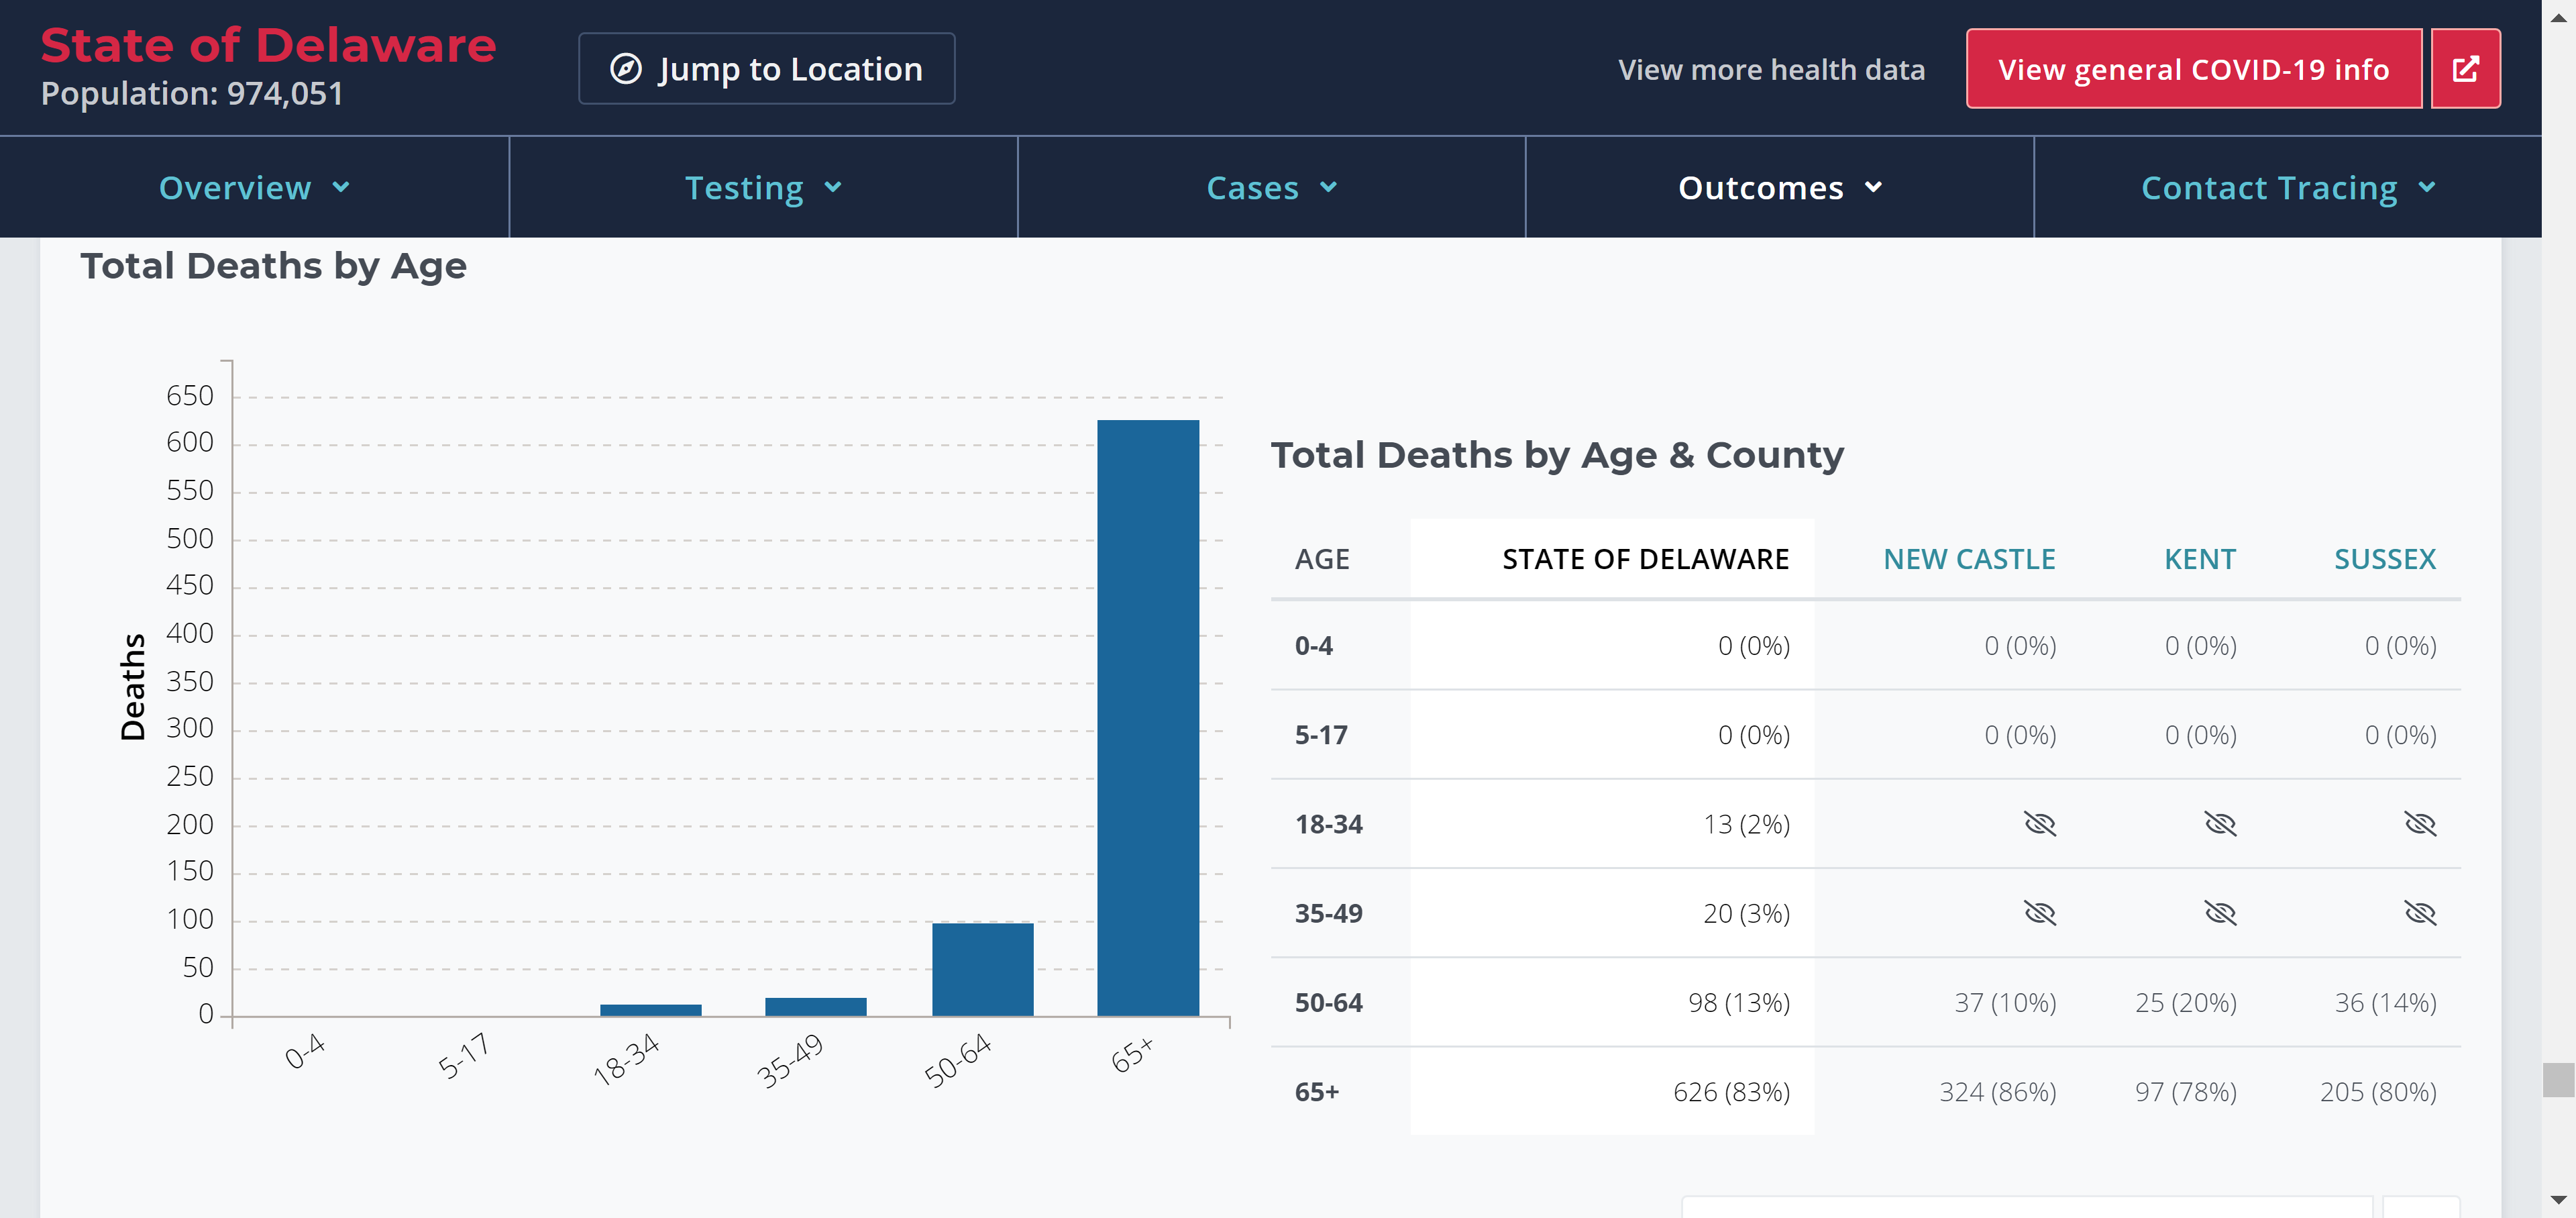 State of Delaware
Population: 974,051
Jump to Location
View more health data
View general COVID-19 info
Overview
Testing
Cases
Outcomes
Contact Tracing
Total Deaths by Age
Deaths
650
600
550
500
450
400
350
300
250
200
150
100
50
0
0-4
5-17
18-34
35-49
50-64
65+
Total Deaths by Age & County
AGE STATE OF DELAWARE NEW CASTLE KENT SUSSEX
0-4 0 (0%) 0 (0%) 0 (0%) 0 (0%)
5-17 0 (0%) 0 (0%) 0 (0%) 0 (0%)
18-34 13 (2%)
35-49 20 (3%)
50-64 98 (13%) 37 (10%) 25 (20%) 36 (14%)
65+ 626 (83%) 324 (86%) 97 (78%) 205 (80%)